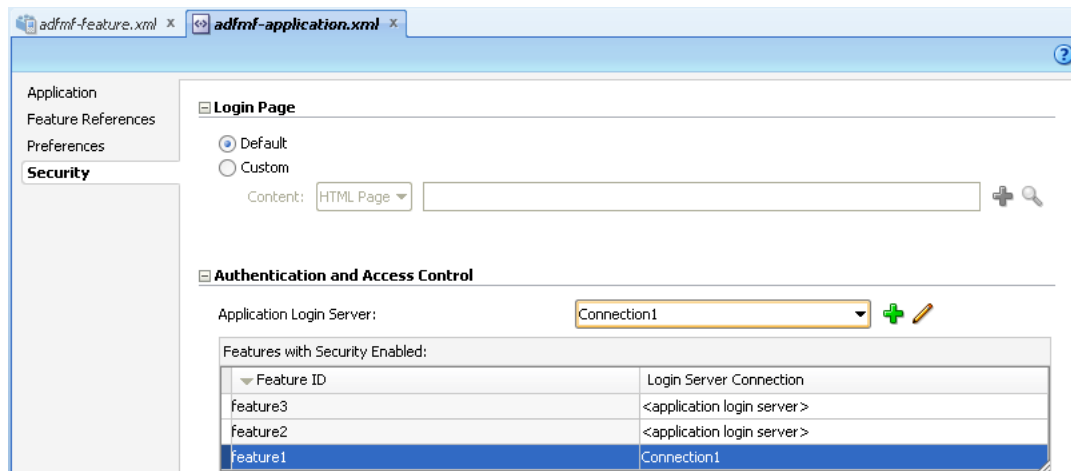 adfmf-feature.xml x adfmf-application.xml x
?
Application
Feature References
Preferences
Security
Login Page
Default
Custom
Content: HTML Page
Authentication and Access Control
Application Login Server: Connection1
Features with Security Enabled:
Feature ID Login Server Connection
feature3 <application login server>
feature2 <application login server>
feature1 Connection1